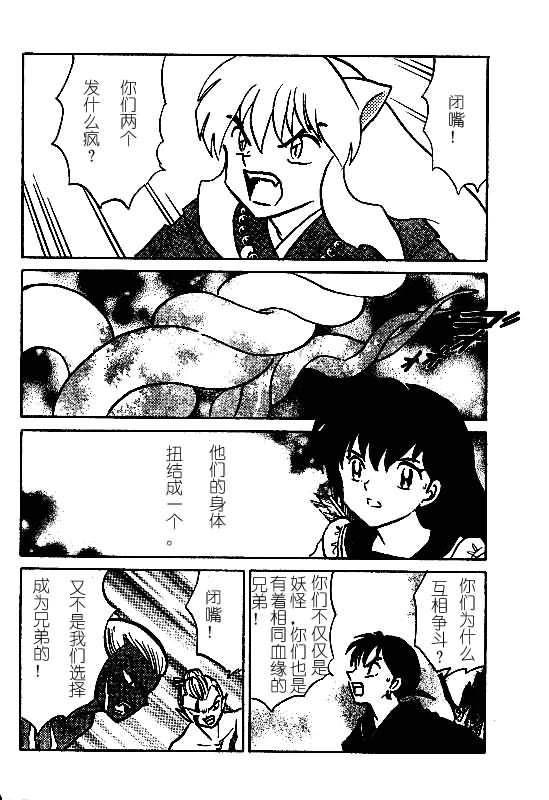 闭嘴！
你们两个
发什么疯？
他们的身体
扭结成一个。
你们为什么
互相争斗？
你们不仅仅是
妖怪，你们也是
有着相同血缘的
兄弟！
闭嘴！
又不是我们选择
成为兄弟的！